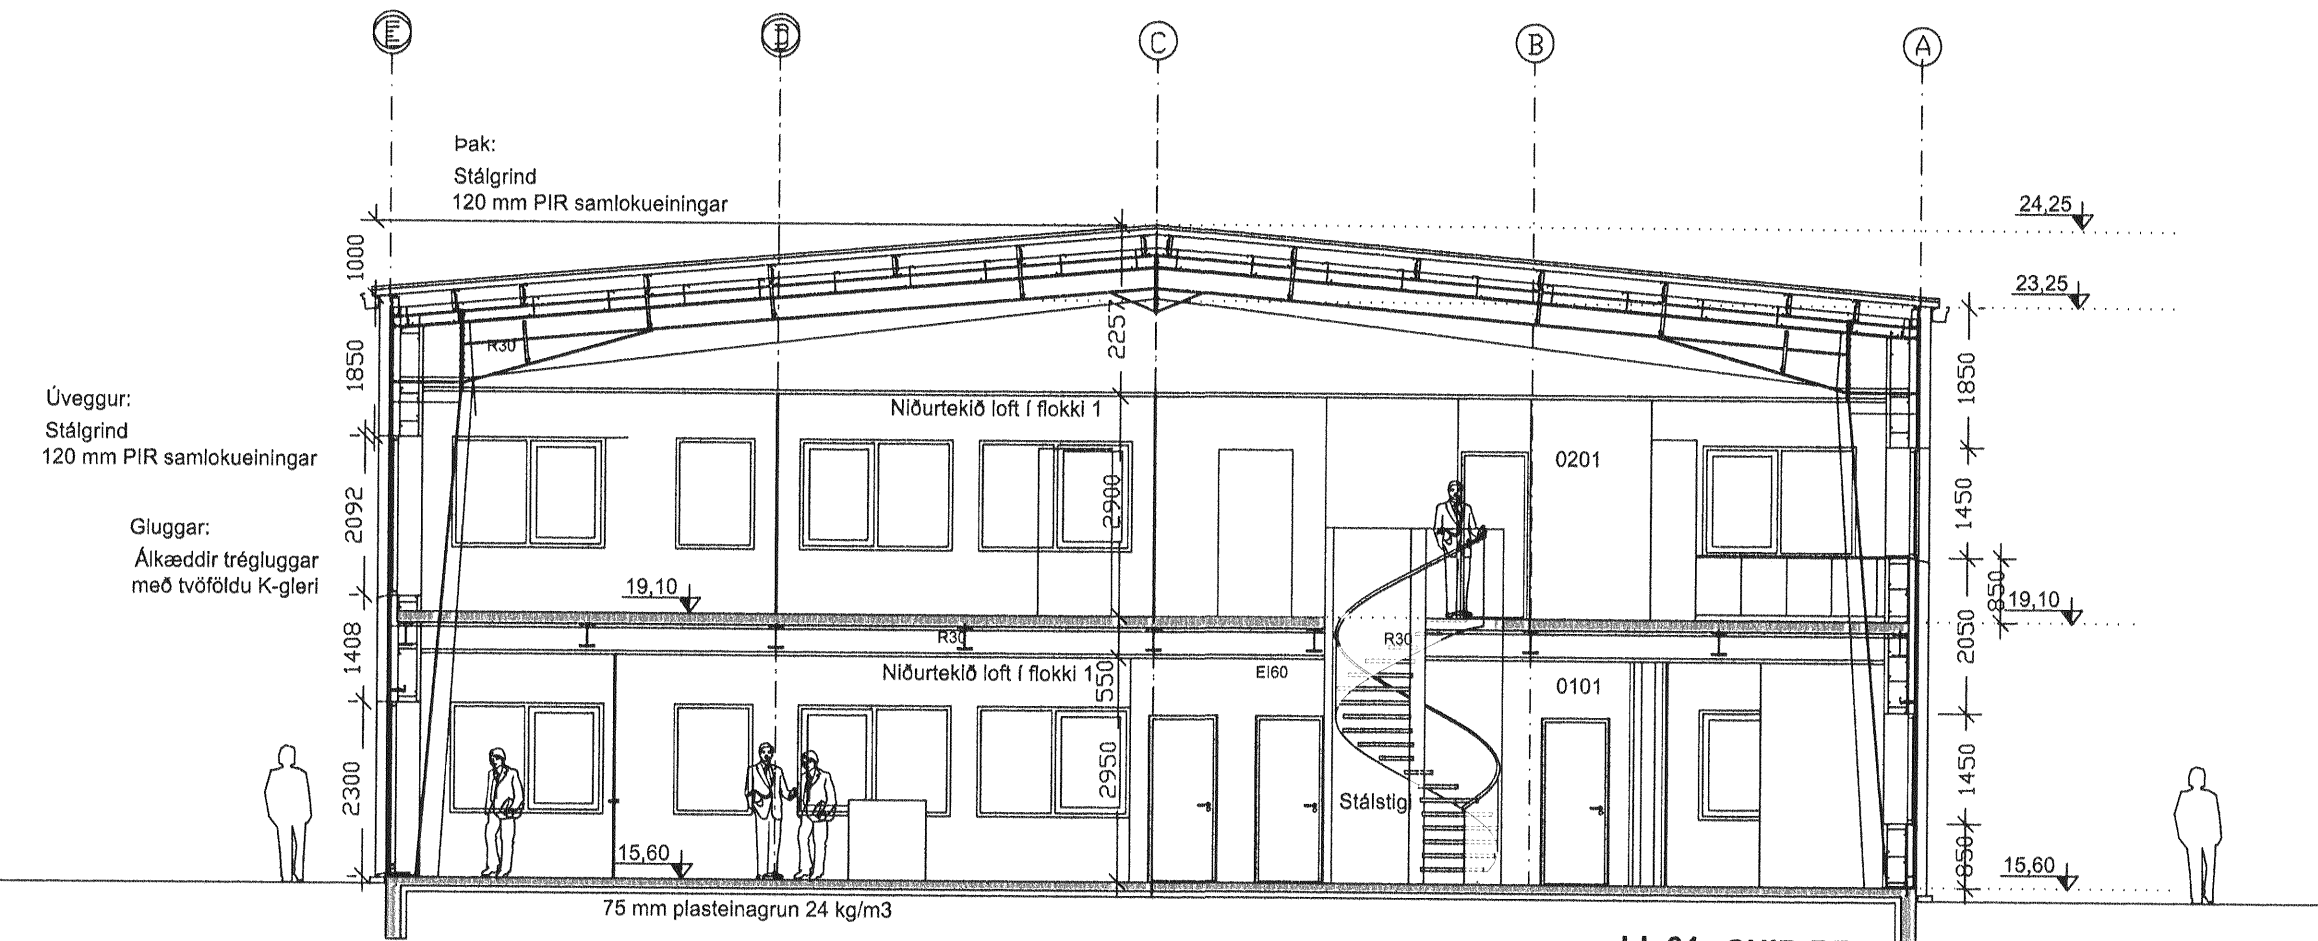 E D C B A
Þak:
Stálgrind
120 mm PIR samlokueiningar
24,25
23,25
1000
1850
2092
1408
2300
R30
2257
Úveggur:
Stálgrind
120 mm PIR samlokueiningar
Gluggar:
Álkæddir trégluggar
með tvöföldu K-gleri
Niðurtekið loft í flokki 1
2900
0201
19,10
R30
R30
Niðurtekið loft í flokki 1
550
EI60
0101
2950
Stálstigi
15,60
1850
1450
850
19,10
2050
1450
850
15,60
75 mm plasteinagrun 24 kg/m3